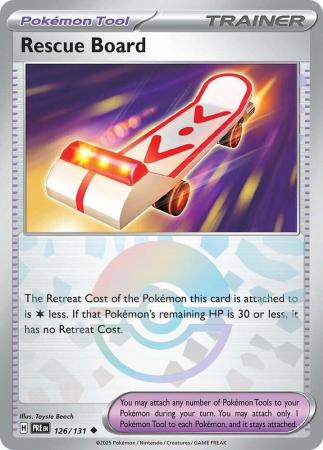 Pokémon Tool
TRAINER
Rescue Board
The Retreat Cost of the Pokémon this card is attached to
is less. If that Pokémon's remaining HP is 30 or less, it
has no Retreat Cost.
Illus. Toyste Beach
H PRE EN 126/131
You may attach any number of Pokémon Tools to your
Pokémon during your turn. You may attach only 1
Pokémon Tool to each Pokémon, and it stays attached.
©2025 Pokémon / Nintendo / Creatures / GAME FREAK